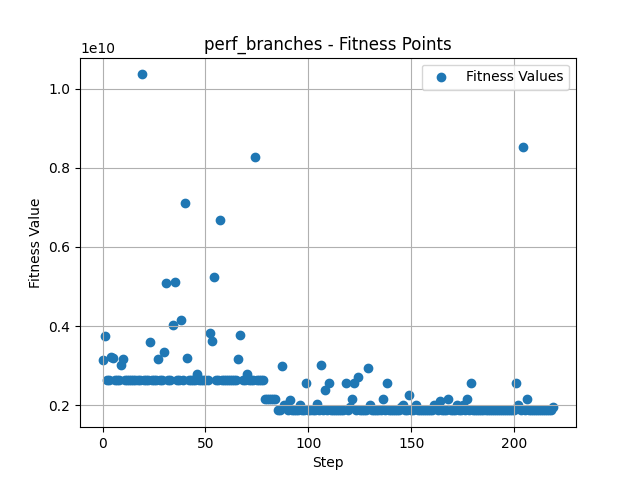 perf_branches - Fitness Points
1e10
Fitness Values
1.0
0.8
0.6
0.4
0.2
Fitness Value
0
50
100
150
200
Step